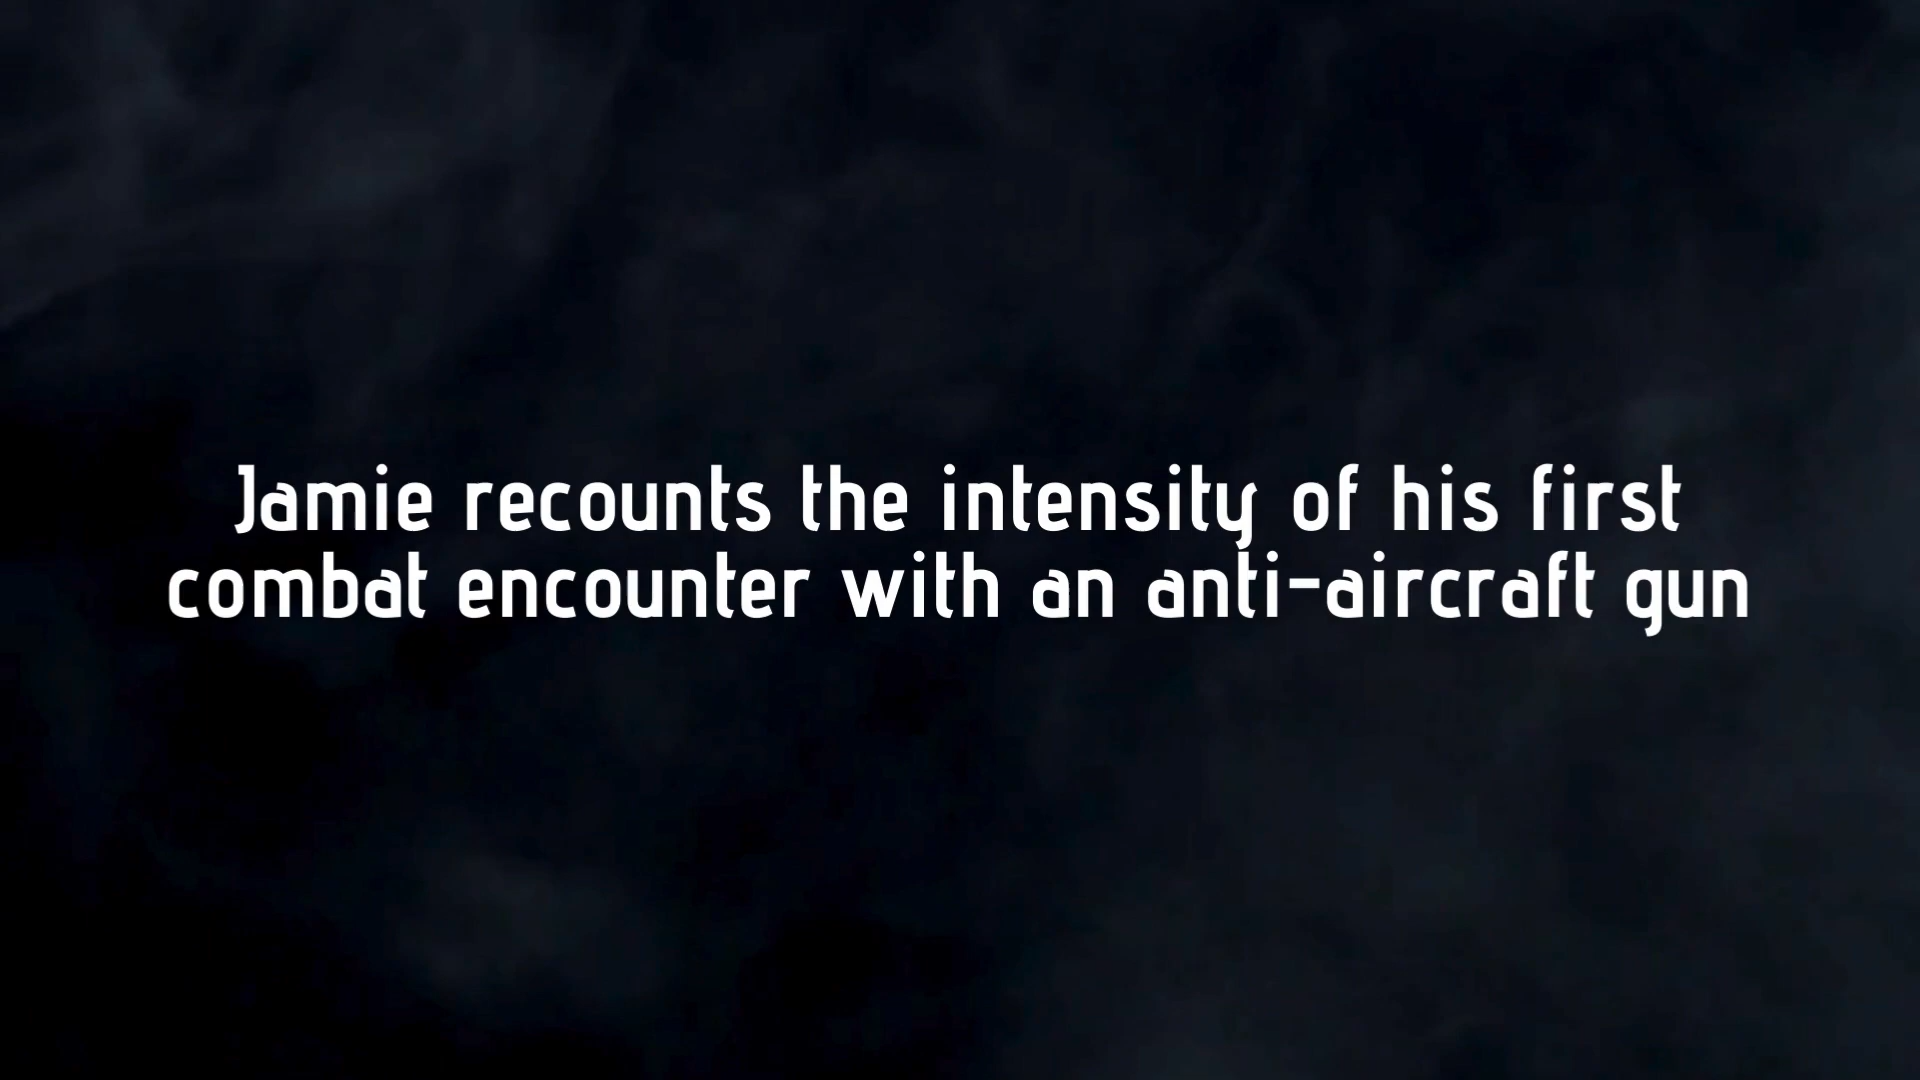 Jamie recounts the intensity of his first
combat encounter with an anti-aircraft gun